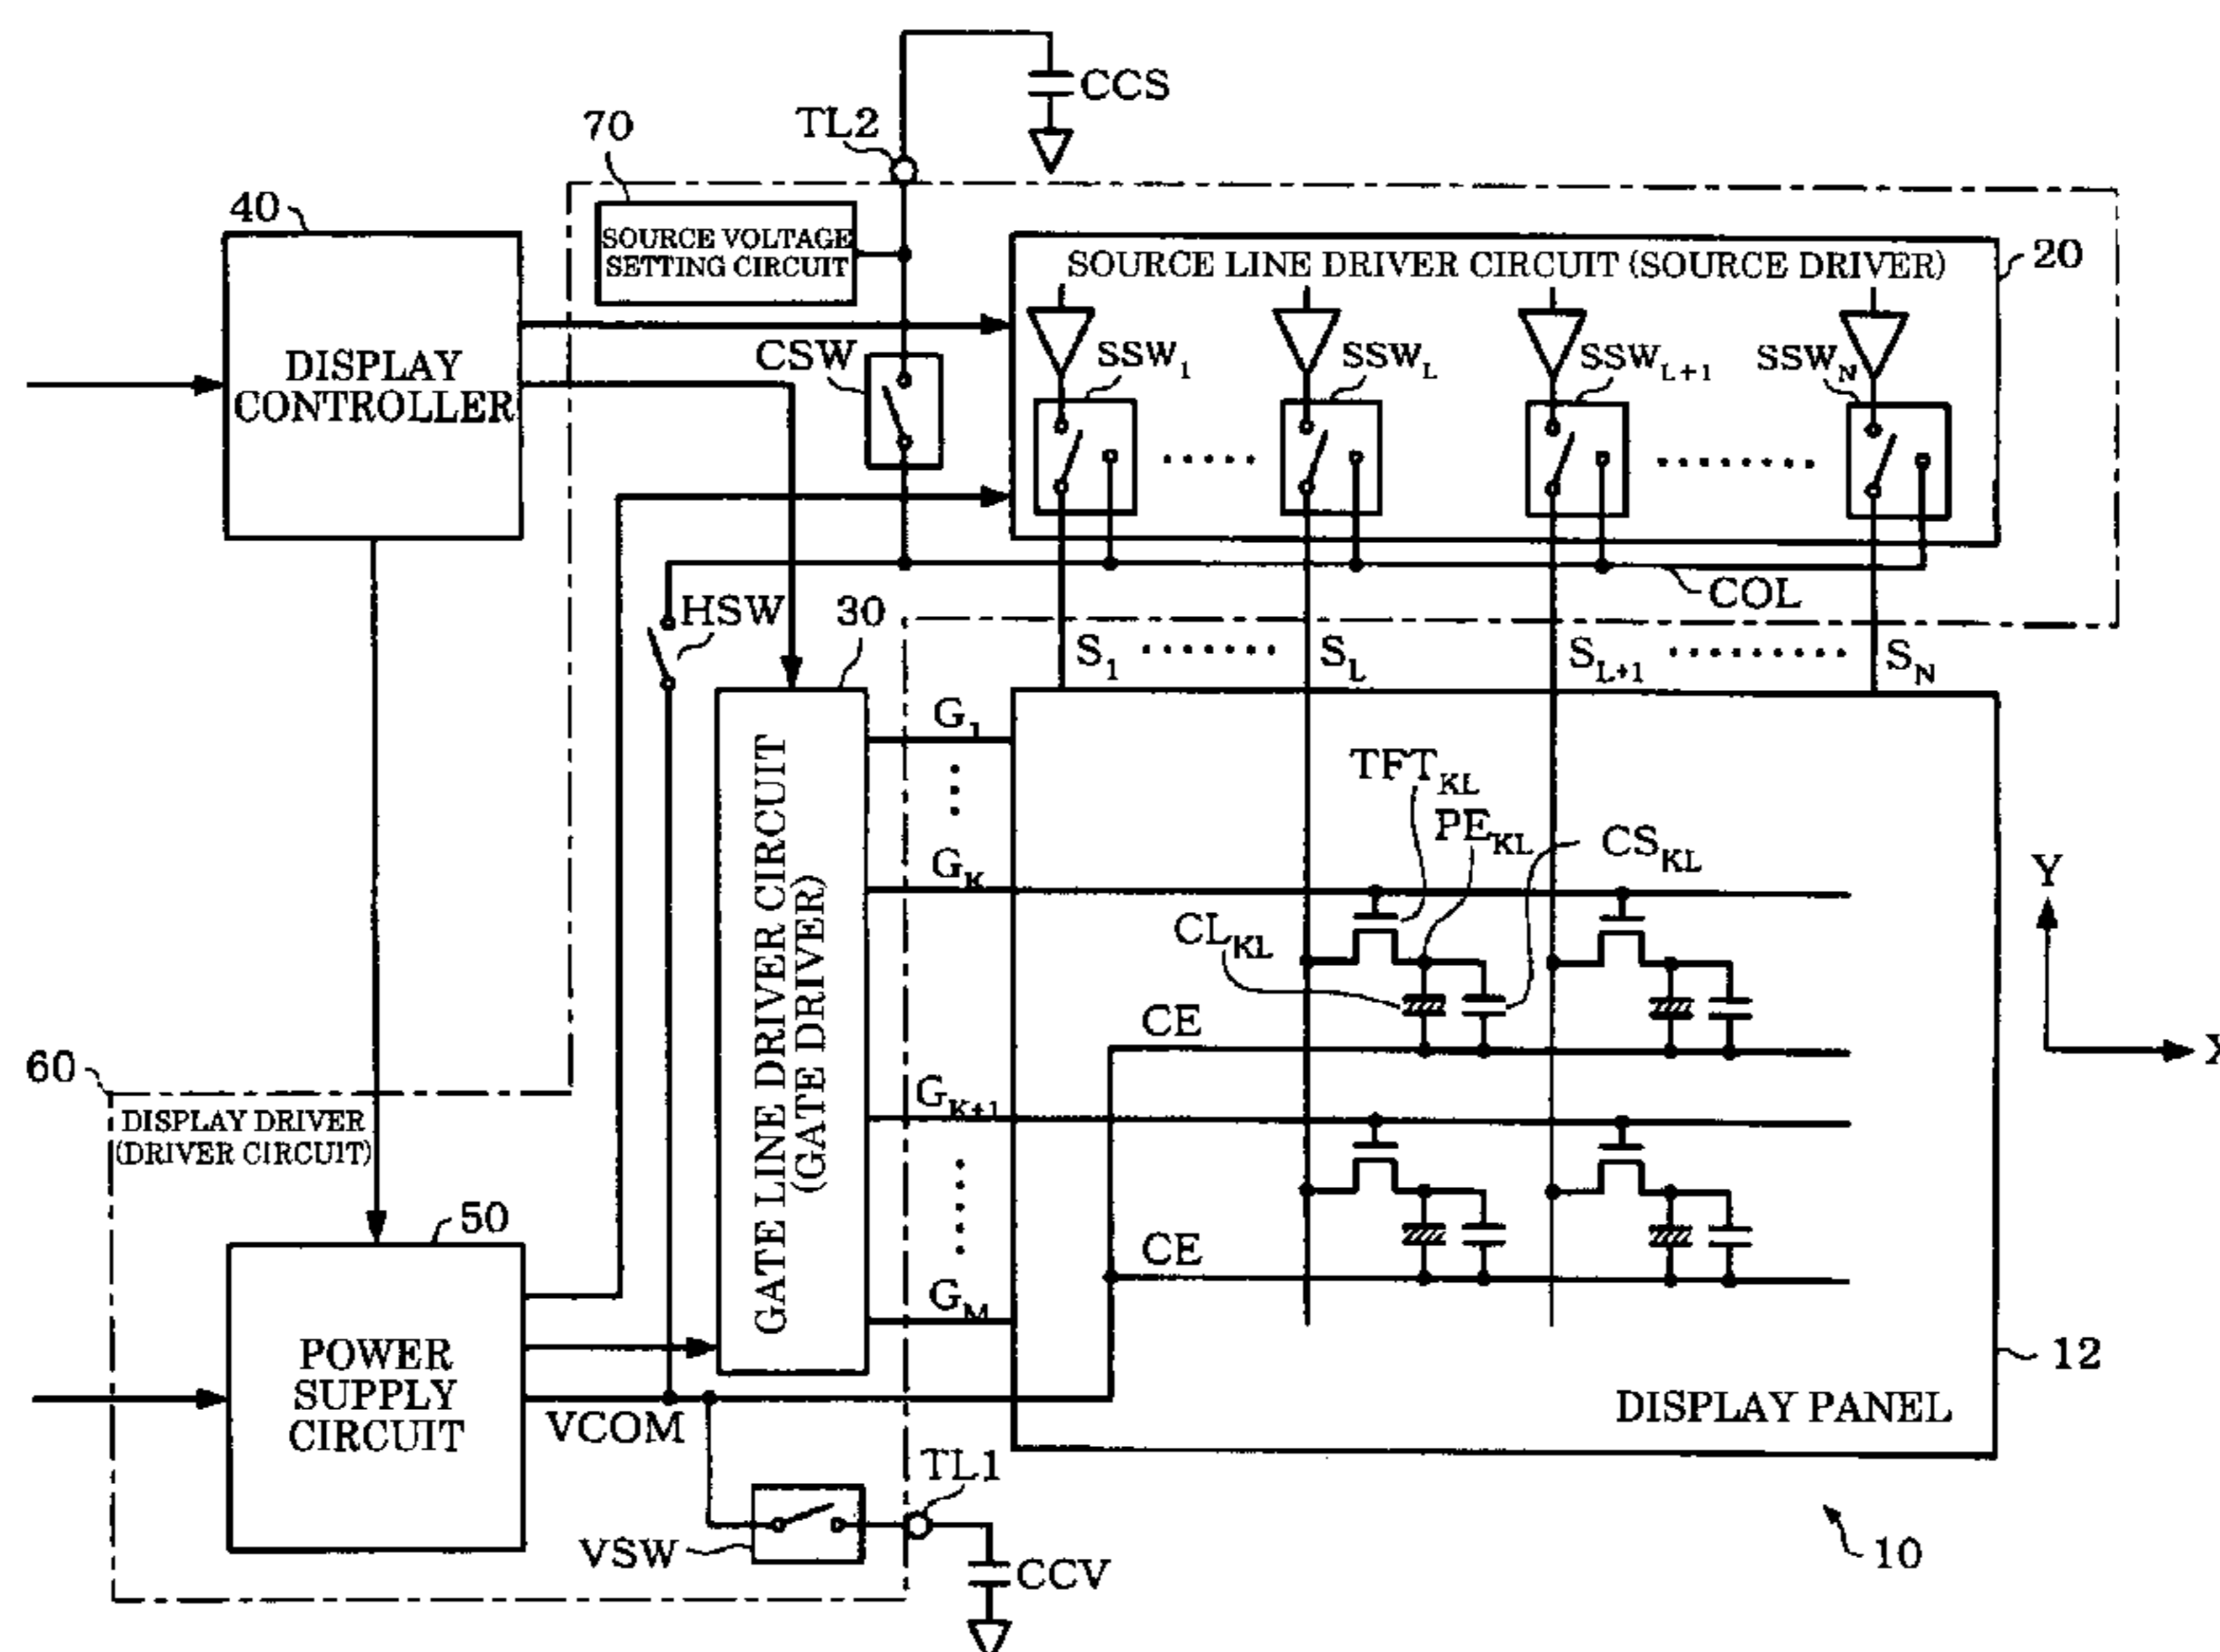 CCS
TL2
70
40
SOURCE VOLTAGE
SETTING CIRCUIT
SOURCE LINE DRIVER CIRCUIT (SOURCE DRIVER)
20
DISPLAY
CONTROLLER
CSW
SSW1
SSWL
SSWL+1
SSWN
COL
HSW
30
S1
SL
SL+1
SN
G1
TFTKL
PEKL
CSKL
GK
CLKL
Y
X
CE
60
DISPLAY DRIVER
(DRIVER CIRCUIT)
GATE LINE DRIVER CIRCUIT
(GATE DRIVER)
GK+1
50
CE
GM
POWER
SUPPLY
CIRCUIT
12
DISPLAY PANEL
VCOM
TL1
VSW
CCV
10